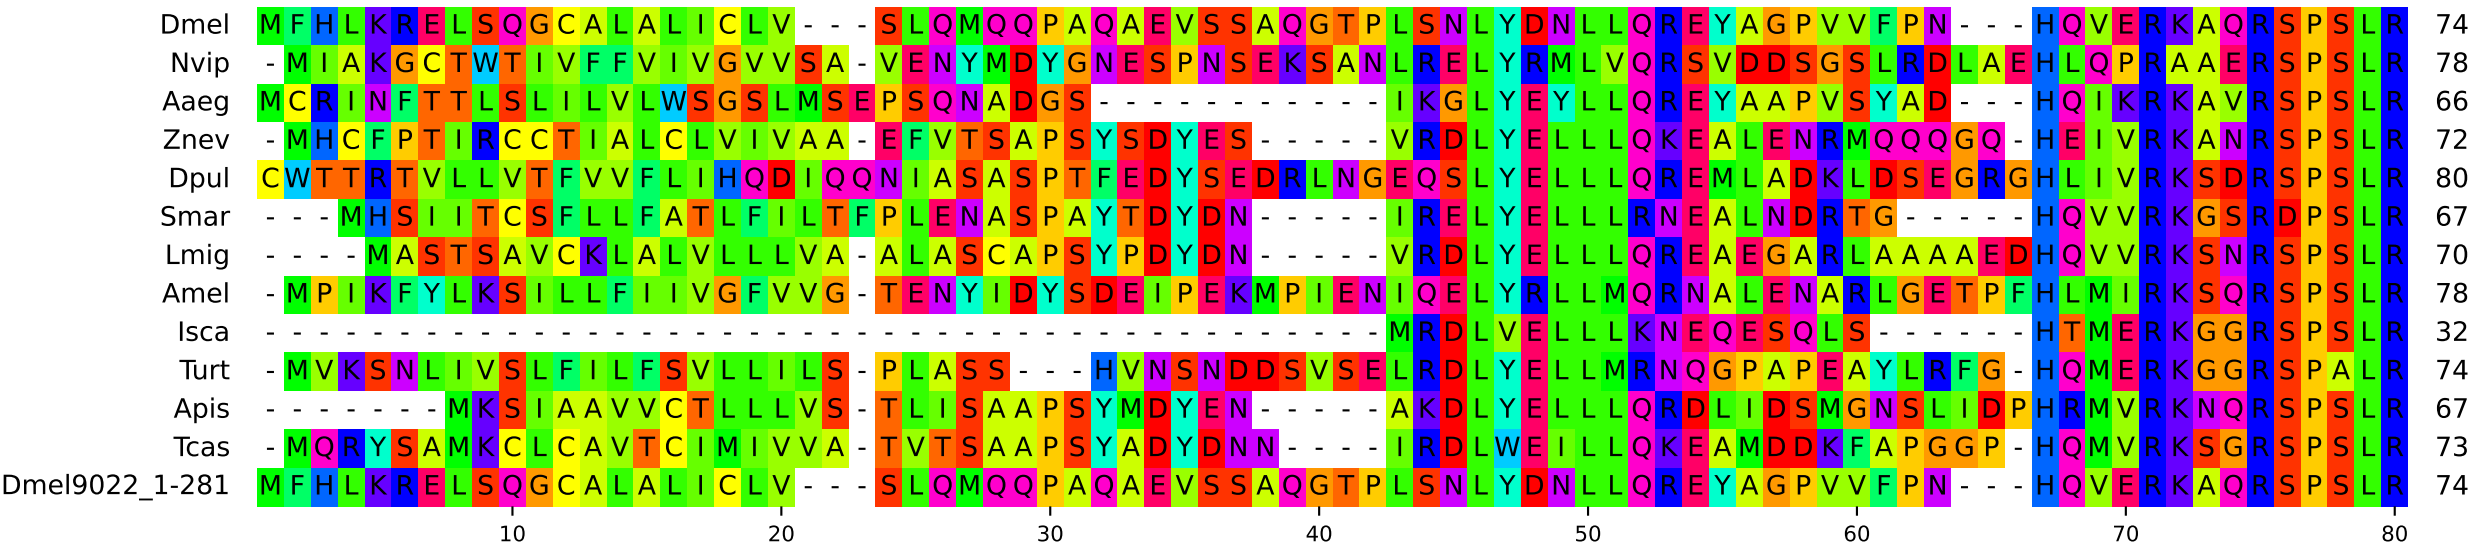 Dmel MFHLKRELSQGCALALICLV---SLQMQQPAQAEVSSAQGTPLSNLYDNLLQREYAGPVVFPN---HQVERKAQRSPSLR 74
Nvip -MIAKGCTWTIVFFVIVGVVSA-VENYMDYGNESPNSEKSANLRELYRMLVQRSVDDSGSLRDLAEHLQPRAAERSPSLR 78
Aaeg MCRINFTTLSLILVLWSGSLMSEPSQNADGS-----------IKGLYEYLLQREYAAPVSYAD---HQIKRKAVRSPSLR 66
Znev -MHCFPTIRCCTIALCLVIVAA-EFVTSAPSYSDYES-----VRDLYELLLQKEALENRMQQQGQ-HEIVRKANRSPSLR 72
Dpul CWTTRTVLLVTFVVFLIHQDIQQNIASASPTFEDYSEDRLNGEQSLYELLLQREMLADKLDSEGRGHLIVRKSDRSPSLR 80
Smar ---MHSIITCSFLLFATLFILTFPLENASPAYTDYDN-----IRELYELLLRNEALNDRTG-----HQVVRKGSRDPSLR 67
Lmig ----MASTSAVCKLALVLLLVA-ALASCAPSYPDYDN-----VRDLYELLLQREAEGARLAAAAEDHQVVRKSNRSPSLR 70
Amel -MPIKFYLKSILLFIIVGFVVG-TENYIDYSDEIPEKMPIENIQELYRLLMQRNALENARLGETPFHLMIRKSQRSPSLR 78
Isca ------------------------------------------MRDLVELLLKNEQESQLS------HTMERKGGRSPSLR 32
Turt -MVKSNLIVSLFILFSVLLILS-PLASS---HVNSNDDSVSELRDLYELLMRNQGPAPEAYLRFG-HQMERKGGRSPALR 74
Apis -------MKSIAAVVCTLLLVS-TLISAAPSYMDYEN-----AKDLYELLLQRDLIDSMGNSLIDPHRMVRKNQRSPSLR 67
Tcas -MQRYSAMKCLCAVTCIMIVVA-TVTSAAPSYADYDNN----IRDLWEILLQKEAMDDKFAPGGP-HQMVRKSGRSPSLR 73
Dmel9022_1-281 MFHLKRELSQGCALALICLV---SLQMQQPAQAEVSSAQGTPLSNLYDNLLQREYAGPVVFPN---HQVERKAQRSPSLR 74
10 20 30 40 50 60 70 80